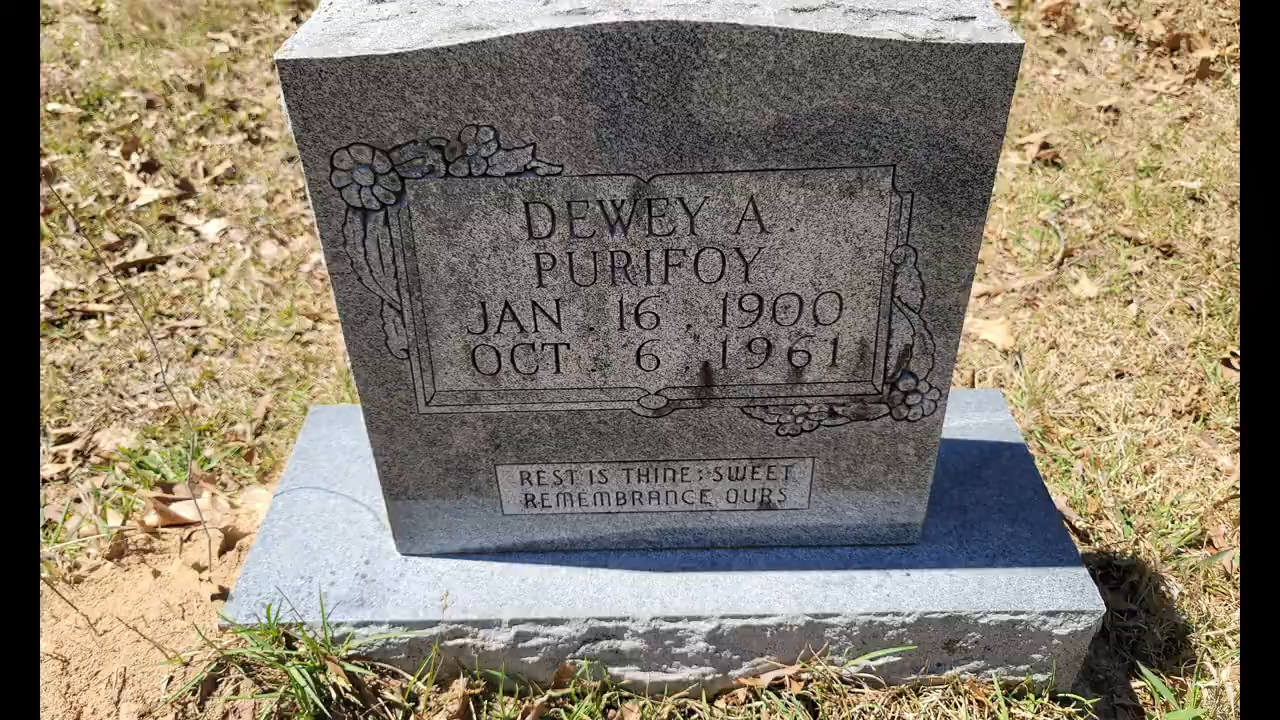 DEWEY A
PURIFOY
JAN. 16, 1900
OCT. 6, 1961
REST IS THINE; SWEET
REMEMBRANCE OURS